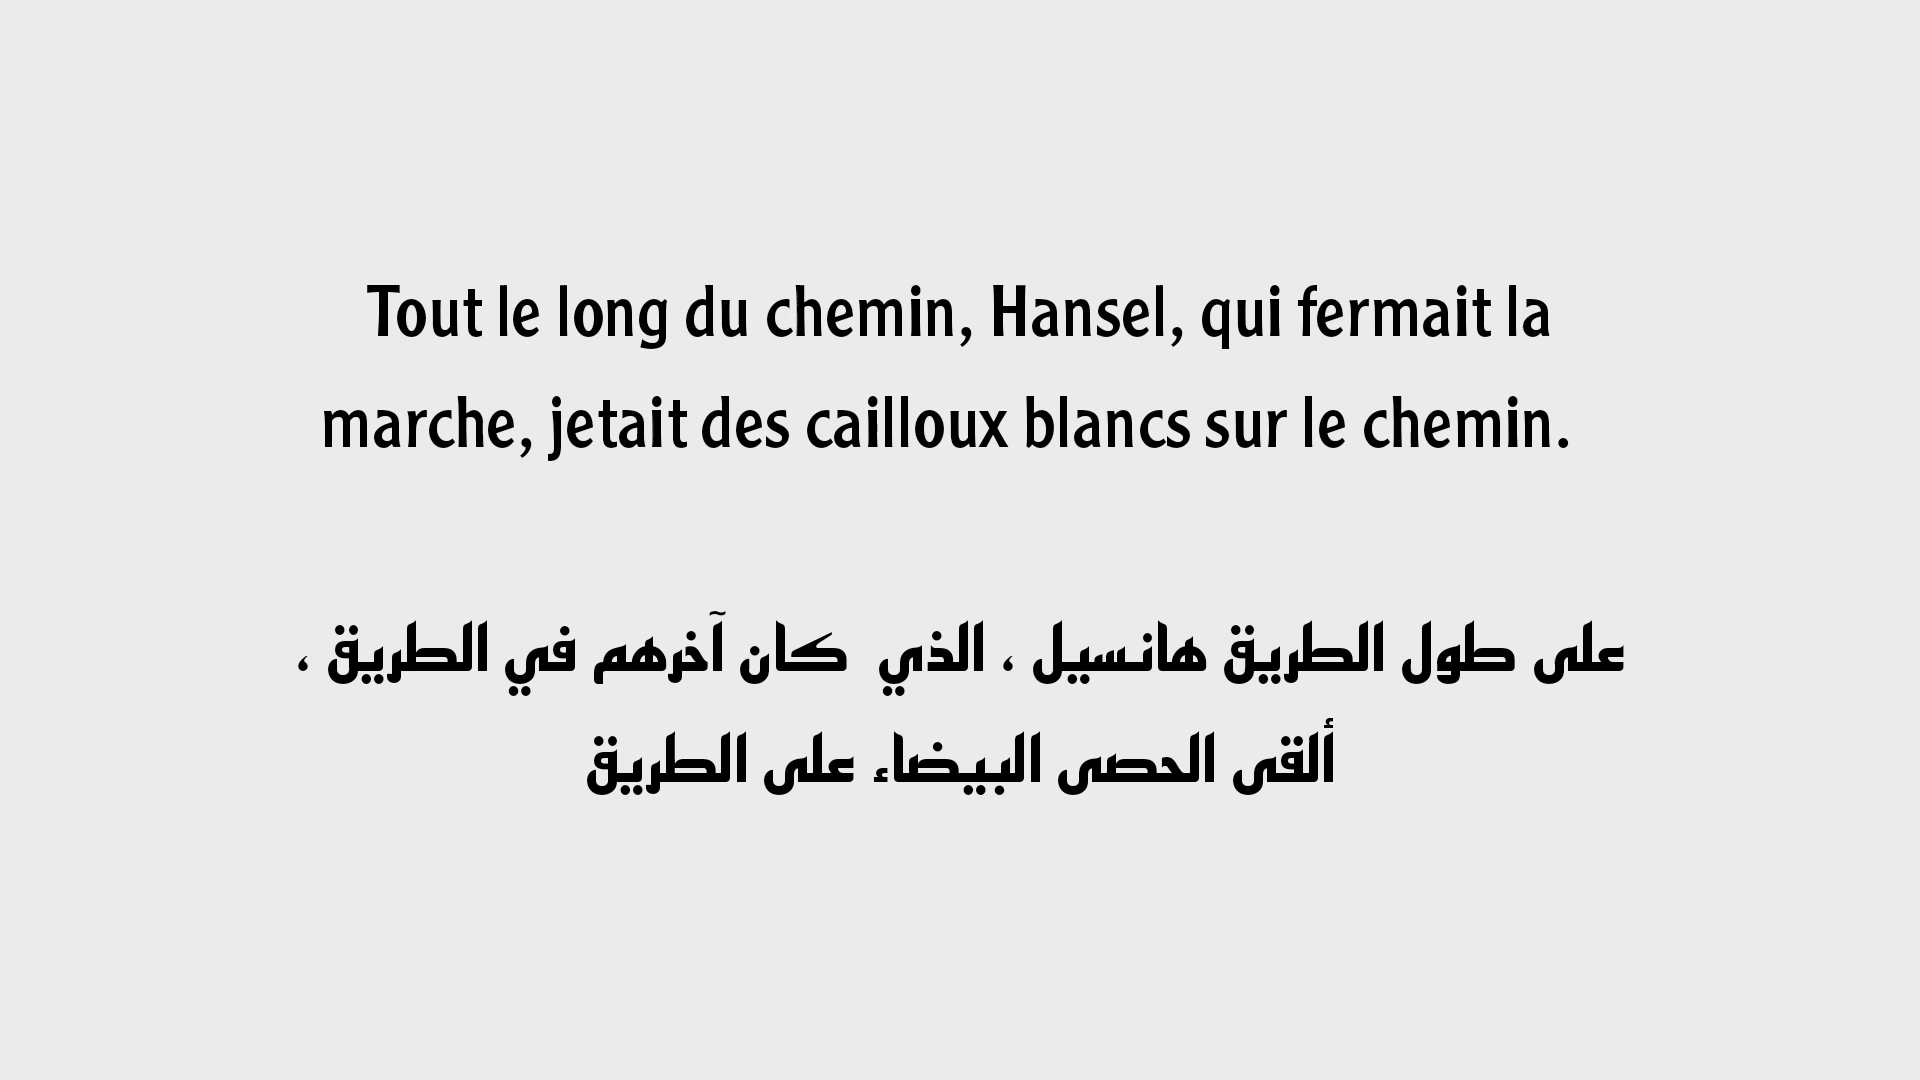 Tout le long du chemin, Hansel, qui fermait la
marche, jetait des cailloux blancs sur le chemin.
على طول الطريق هانسيل ، الذي  كان آخرهم في الطريق ،
ألقى الحصى البيضاء على الطريق